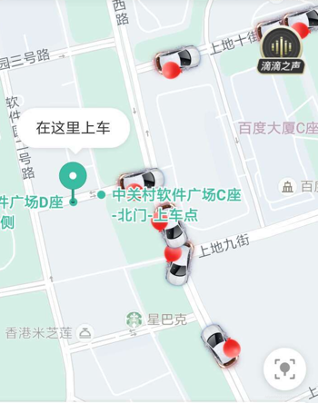 西路
上地十街
园三号路
滴滴之声
软件
二号路
百度大厦C座
在这里上车
百度
件广场D座
侧
中关村软件广场C座
-北门-上车点
上地九街
星巴克
香港米芝莲